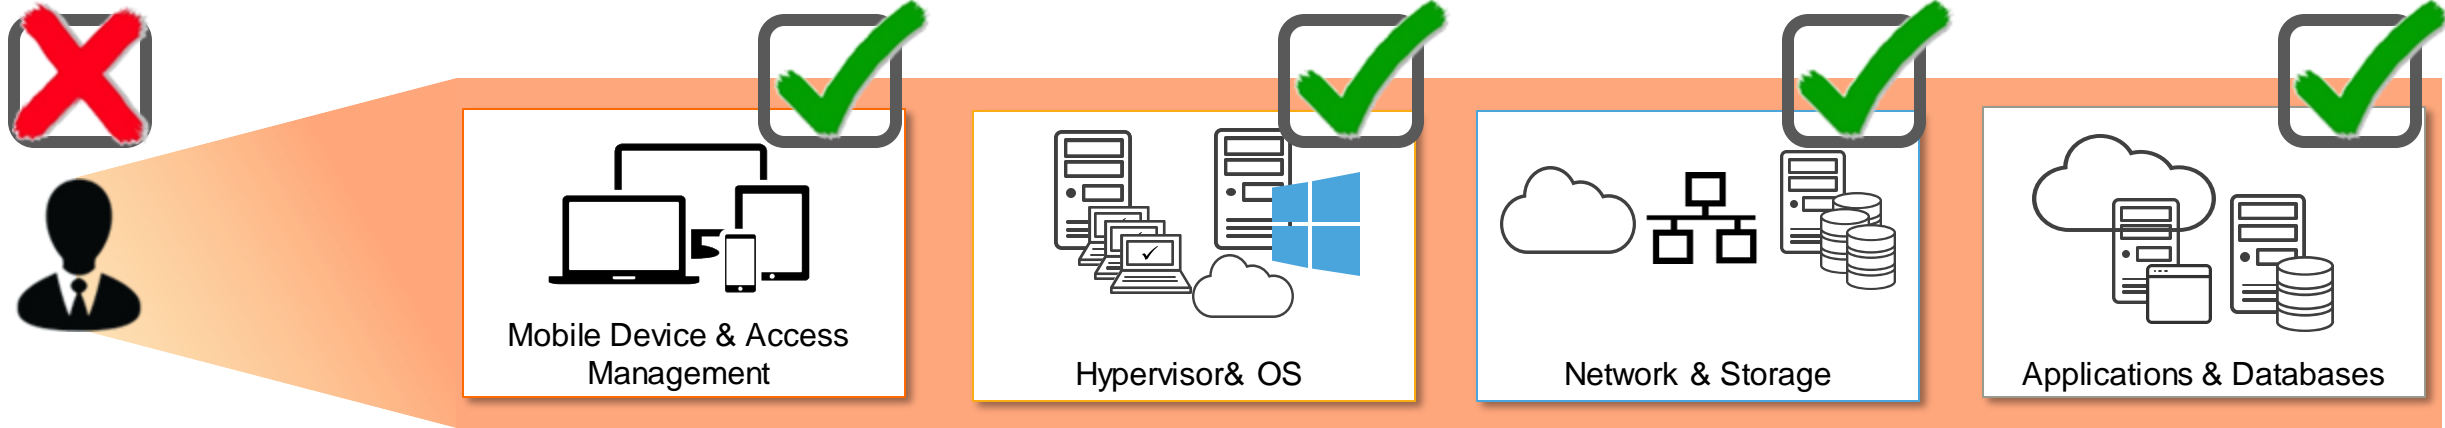 Mobile Device & Access
Management
Hypervisor& OS
Network & Storage
Applications & Databases